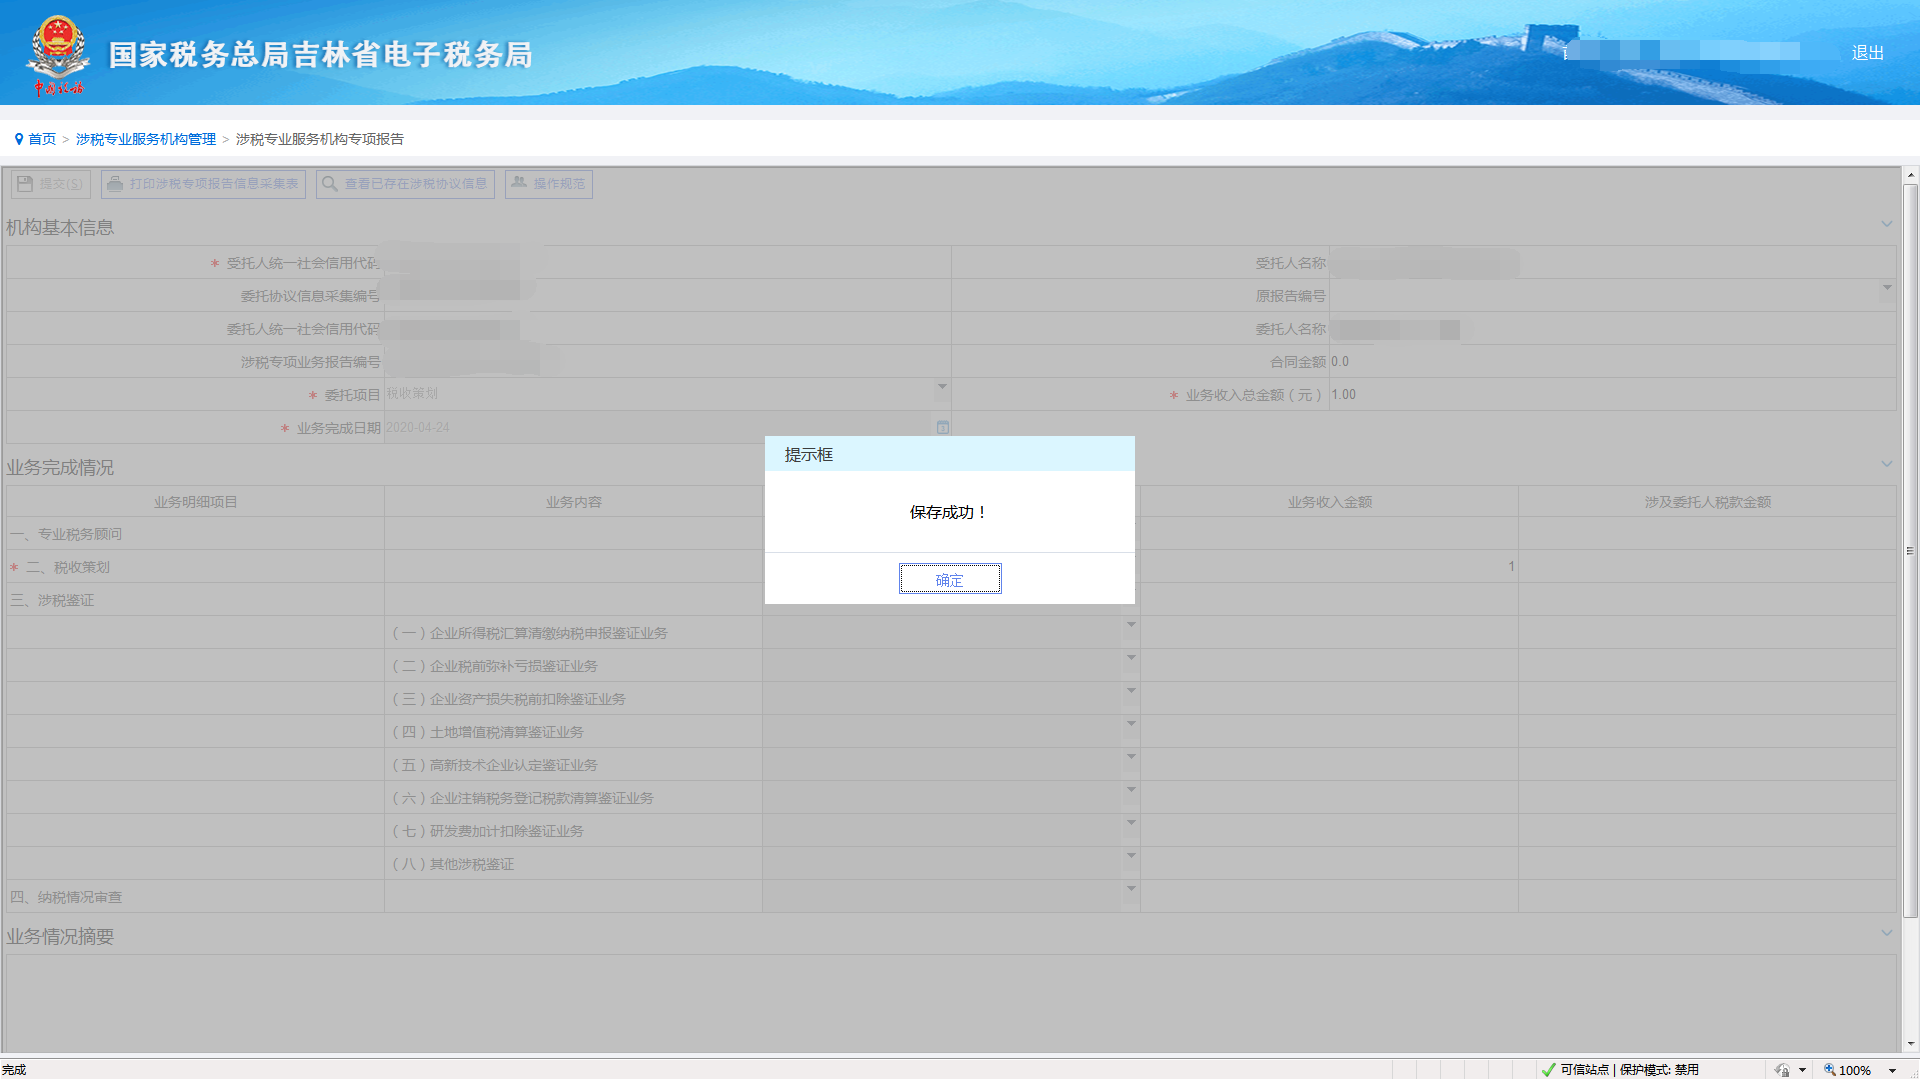 国家税务总局吉林省电子税务局
中国税务
退出
首页 > 涉税专业服务机构管理 > 涉税专业服务机构专项报告
提交(S) 打印涉税专项报告信息采集表 查看已存在涉税协议信息 操作规范
机构基本信息
* 受托人统一社会信用代码 受托人名称
委托协议信息采集编号 原报告编号
委托人统一社会信用代码 委托人名称
涉税专项业务报告编号 合同金额 0.0
* 委托项目 税收策划 * 业务收入总金额（元） 1.00
* 业务完成日期 2020-04-24
提示框
保存成功！
确定
业务完成情况
业务明细项目 业务内容 业务收入金额 涉及委托人税款金额
一、专业税务顾问
* 二、税收策划 1
三、涉税鉴证
（一）企业所得税汇算清缴纳税申报鉴证业务
（二）企业税前弥补亏损鉴证业务
（三）企业资产损失税前扣除鉴证业务
（四）土地增值税清算鉴证业务
（五）高新技术企业认定鉴证业务
（六）企业注销税务登记税款清算鉴证业务
（七）研发费加计扣除鉴证业务
（八）其他涉税鉴证
四、纳税情况审查
业务情况摘要
完成 可信站点 | 保护模式: 禁用 100%